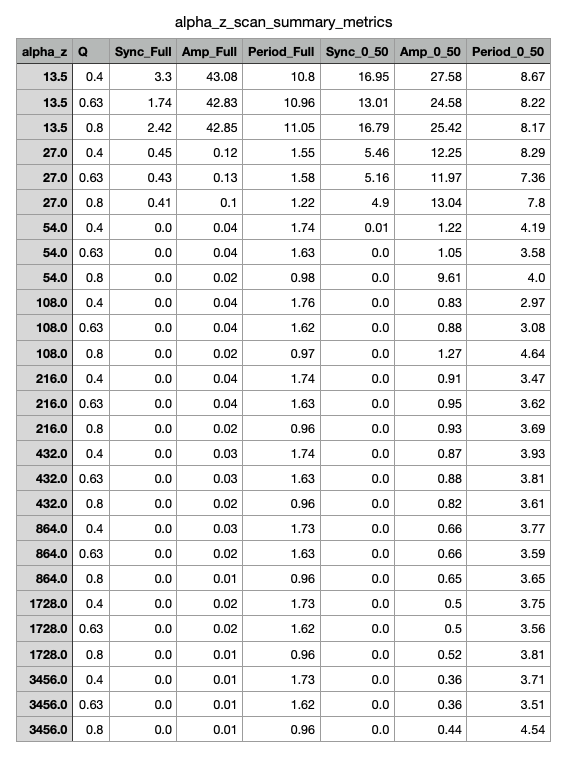 alpha_z_scan_summary_metrics
alpha_z Q Sync_Full Amp_Full Period_Full Sync_0_50 Amp_0_50 Period_0_50
13.5 0.4 3.3 43.08 10.8 16.95 27.58 8.67
13.5 0.63 1.74 42.83 10.96 13.01 24.58 8.22
13.5 0.8 2.42 42.85 11.05 16.79 25.42 8.17
27.0 0.4 0.45 0.12 1.55 5.46 12.25 8.29
27.0 0.63 0.43 0.13 1.58 5.16 11.97 7.36
27.0 0.8 0.41 0.1 1.22 4.9 13.04 7.8
54.0 0.4 0.0 0.04 1.74 0.01 1.22 4.19
54.0 0.63 0.0 0.04 1.63 0.0 1.05 3.58
54.0 0.8 0.0 0.02 0.98 0.0 9.61 4.0
108.0 0.4 0.0 0.04 1.76 0.0 0.83 2.97
108.0 0.63 0.0 0.04 1.62 0.0 0.88 3.08
108.0 0.8 0.0 0.02 0.97 0.0 1.27 4.64
216.0 0.4 0.0 0.04 1.74 0.0 0.91 3.47
216.0 0.63 0.0 0.04 1.63 0.0 0.95 3.62
216.0 0.8 0.0 0.02 0.96 0.0 0.93 3.69
432.0 0.4 0.0 0.03 1.74 0.0 0.87 3.93
432.0 0.63 0.0 0.03 1.63 0.0 0.88 3.81
432.0 0.8 0.0 0.02 0.96 0.0 0.82 3.61
864.0 0.4 0.0 0.03 1.73 0.0 0.66 3.77
864.0 0.63 0.0 0.02 1.63 0.0 0.66 3.59
864.0 0.8 0.0 0.01 0.96 0.0 0.65 3.65
1728.0 0.4 0.0 0.02 1.73 0.0 0.5 3.75
1728.0 0.63 0.0 0.02 1.62 0.0 0.5 3.56
1728.0 0.8 0.0 0.01 0.96 0.0 0.52 3.81
3456.0 0.4 0.0 0.01 1.73 0.0 0.36 3.71
3456.0 0.63 0.0 0.01 1.62 0.0 0.36 3.51
3456.0 0.8 0.0 0.01 0.96 0.0 0.44 4.54